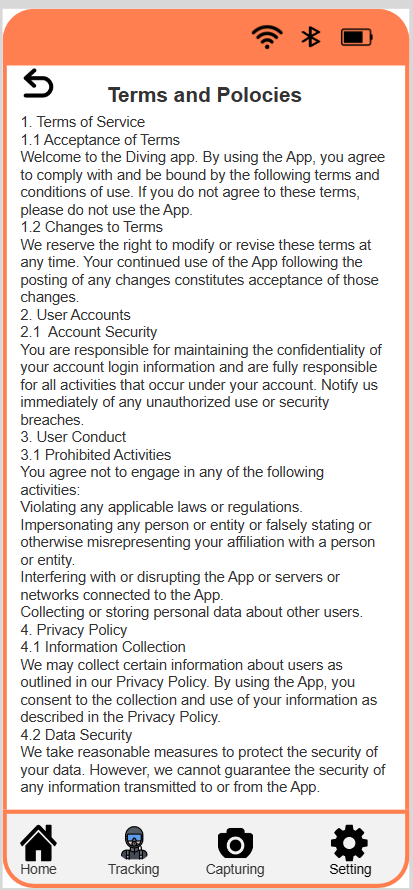 Terms and Polocies
1. Terms of Service
1.1 Acceptance of Terms
Welcome to the Diving app. By using the App, you agree
to comply with and be bound by the following terms and
conditions of use. If you do not agree to these terms,
please do not use the App.
1.2 Changes to Terms
We reserve the right to modify or revise these terms at
any time. Your continued use of the App following the
posting of any changes constitutes acceptance of those
changes.
2. User Accounts
2.1  Account Security
You are responsible for maintaining the confidentiality of
your account login information and are fully responsible
for all activities that occur under your account. Notify us
immediately of any unauthorized use or security
breaches.
3. User Conduct
3.1 Prohibited Activities
You agree not to engage in any of the following
activities:
Violating any applicable laws or regulations.
Impersonating any person or entity or falsely stating or
otherwise misrepresenting your affiliation with a person
or entity.
Interfering with or disrupting the App or servers or
networks connected to the App.
Collecting or storing personal data about other users.
4. Privacy Policy
4.1 Information Collection
We may collect certain information about users as
outlined in our Privacy Policy. By using the App, you
consent to the collection and use of your information as
described in the Privacy Policy.
4.2 Data Security
We take reasonable measures to protect the security of
your data. However, we cannot guarantee the security of
any information transmitted to or from the App.
Home Tracking Capturing Setting